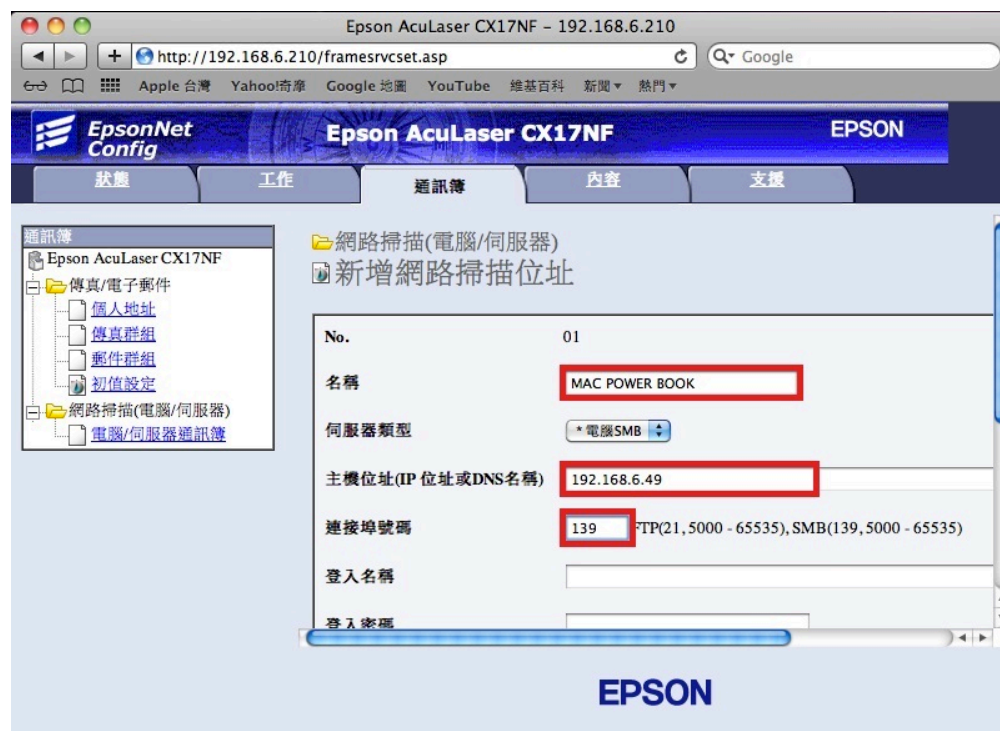 Epson AcuLaser CX17NF – 192.168.6.210
http://192.168.6.210/framesrvcset.asp
Google
Apple 台灣 Yahoo!奇摩 Google 地圖 YouTube 維基百科 新聞 熱門
EpsonNet
Config
Epson AcuLaser CX17NF
EPSON
狀態 工作 通訊簿 內容 支援
通訊簿
Epson AcuLaser CX17NF
傳真/電子郵件
個人地址
傳真群組
郵件群組
初值設定
網路掃描(電腦/伺服器)
電腦/伺服器通訊簿
網路掃描(電腦/伺服器)
新增網路掃描位址
No. 01
名稱 MAC POWER BOOK
伺服器類型 * 電腦SMB
主機位址(IP 位址或DNS名稱) 192.168.6.49
連接埠號碼 139 FTP(21, 5000 - 65535), SMB(139, 5000 - 65535)
登入名稱
登入密碼
EPSON